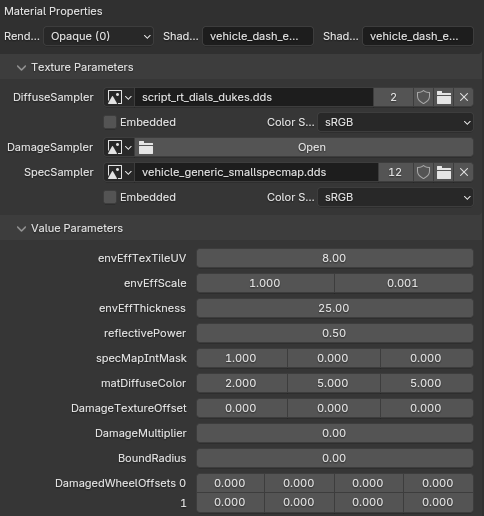 Material Properties
Rend... Opaque (0) Shad... vehicle_dash_e... Shad... vehicle_dash_e...
Texture Parameters
DiffuseSampler script_rt_dials_dukes.dds 2
Embedded Color S... sRGB
DamageSampler Open
SpecSampler vehicle_generic_smallspecmap.dds 12
Embedded Color S... sRGB
Value Parameters
envEffTexTileUV 8.00
envEffScale 1.000 0.001
envEffThickness 25.00
reflectivePower 0.50
specMapIntMask 1.000 0.000 0.000
matDiffuseColor 2.000 5.000 5.000
DamageTextureOffset 0.000 0.000 0.000
DamageMultiplier 0.00
BoundRadius 0.00
DamagedWheelOffsets 0 0.000 0.000 0.000 0.000
1 0.000 0.000 0.000 0.000